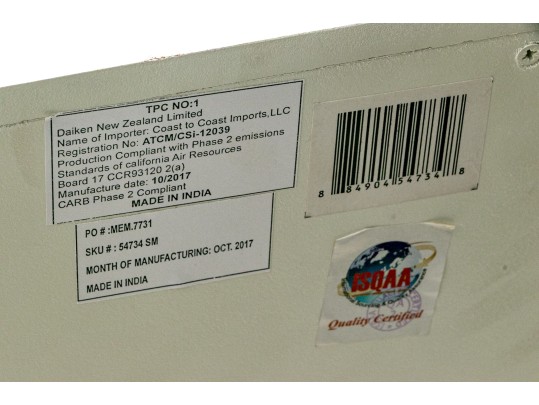 TPC NO:1
Daiken New Zealand Limited
Name of Importer: Coast to Coast Imports,LLC
Registration No: ATCM/CSi-12039
Production Compliant with Phase 2 emissions
Standards of california Air Resources
Board 17 CCR93120 2(a)
Manufacture date: 10/2017
CARB Phase 2 Compliant
MADE IN INDIA
PO # :MEM.7731
SKU # : 54734 SM
MONTH OF MANUFACTURING: OCT. 2017
MADE IN INDIA
8 84904 54734 8
ISQAA
Quality Certified